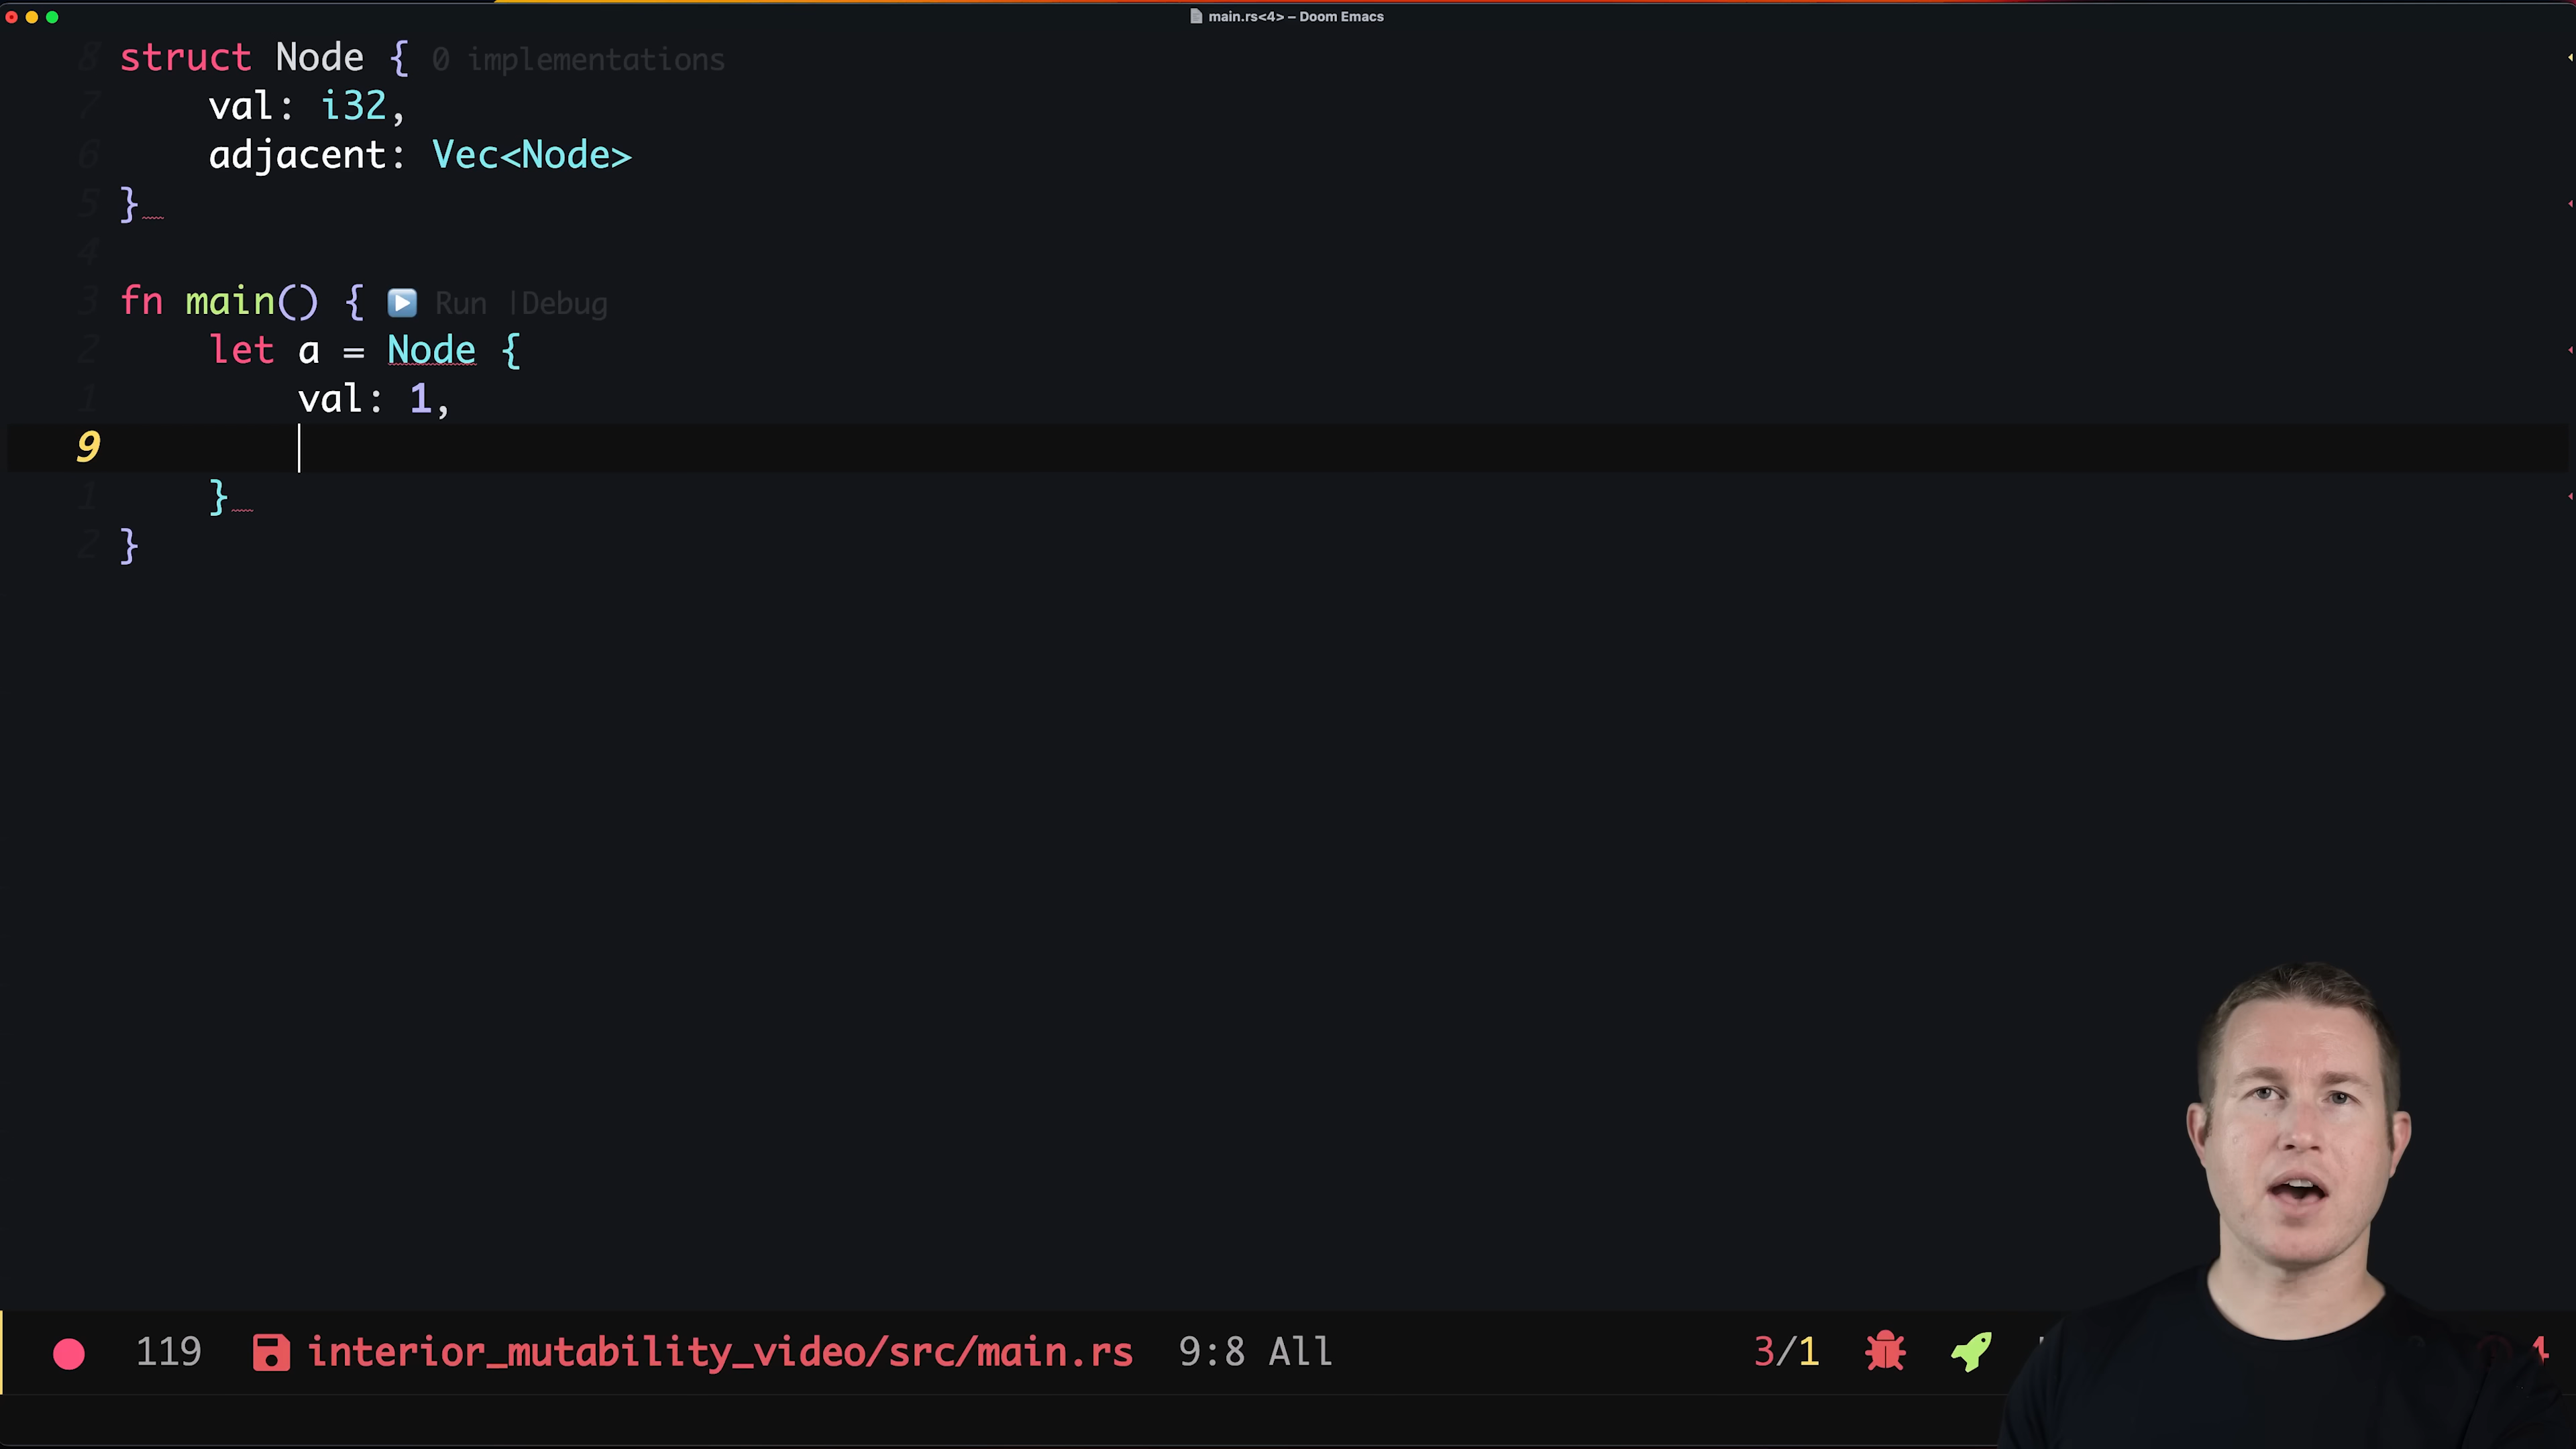 main.rs<4> – Doom Emacs
8 struct Node { 0 implementations
7 val: i32,
6 adjacent: Vec<Node>
5 }
4
3 fn main() { Run |Debug
2 let a = Node {
1 val: 1,
9
1 }
2 }
119 interior_mutability_video/src/main.rs 9:8 All 3/1